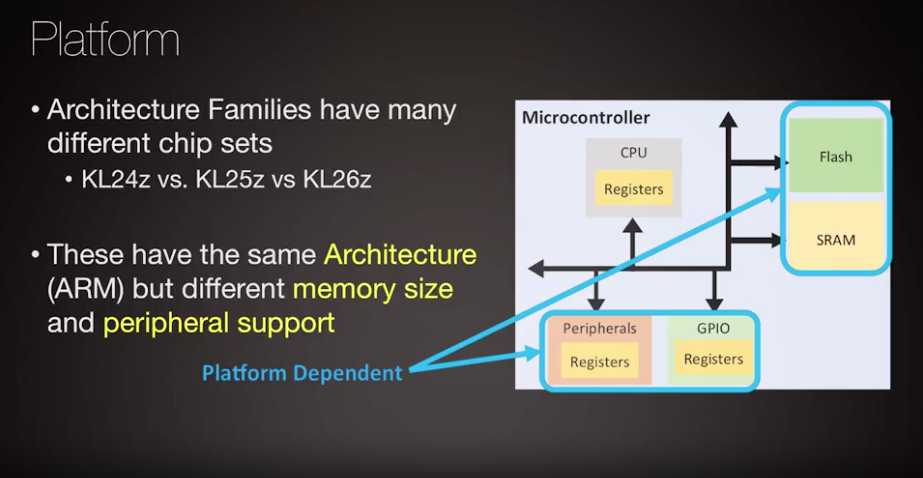 Platform
• Architecture Families have many
different chip sets
• KL24z vs. KL25z vs KL26z
• These have the same Architecture
(ARM) but different memory size
and peripheral support
Platform Dependent
Microcontroller
CPU
Registers
Flash
SRAM
Peripherals
Registers
GPIO
Registers